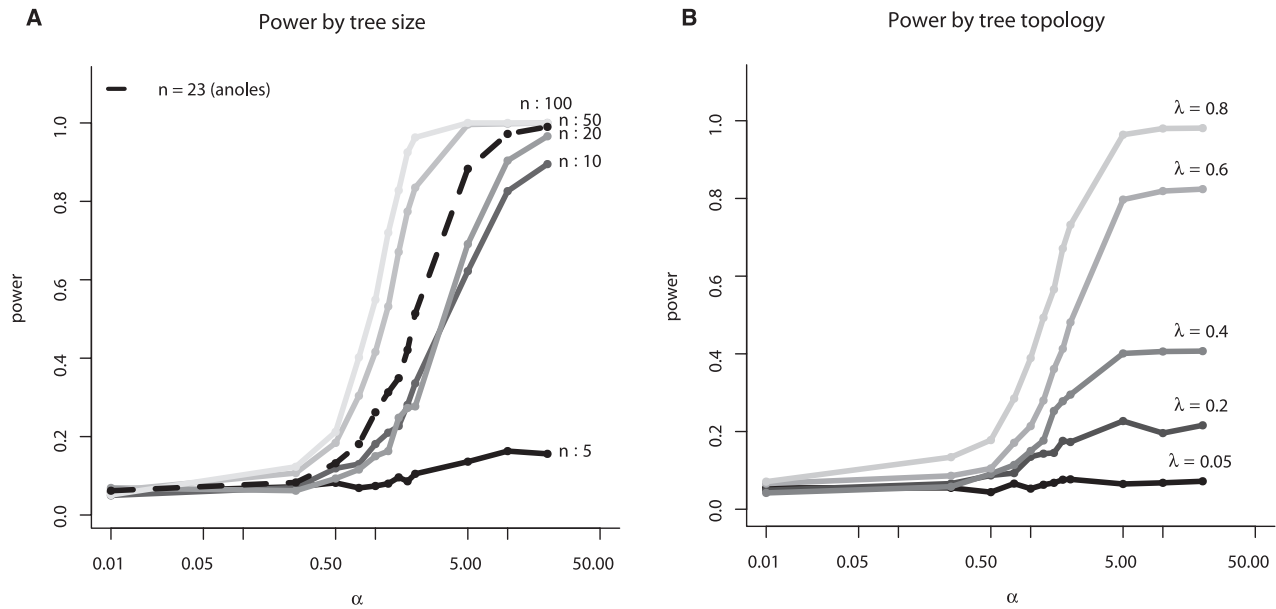 A
Power by tree size
n = 23 (anoles)
n : 100
n : 50
n : 20
n : 10
n : 5
power
0.0
0.2
0.4
0.6
0.8
1.0
0.01
0.05
0.50
5.00
50.00
α
B
Power by tree topology
λ = 0.8
λ = 0.6
λ = 0.4
λ = 0.2
λ = 0.05
power
0.0
0.2
0.4
0.6
0.8
1.0
0.01
0.05
0.50
5.00
50.00
α